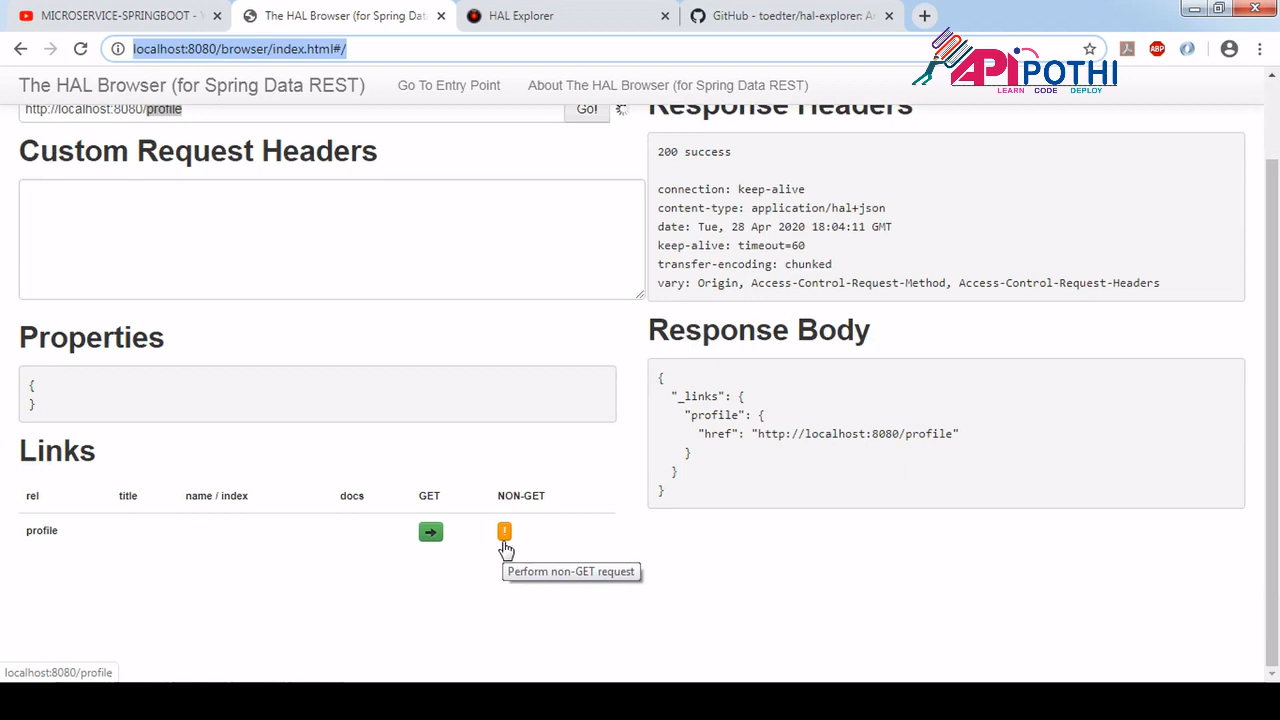 MICROSERVICE-SPRINGBOOT - Y
The HAL Browser (for Spring Data
HAL Explorer
GitHub - toedter/hal-explorer: An
localhost:8080/browser/index.html#/
ABP
APIPOTHI
LEARN CODE DEPLOY
The HAL Browser (for Spring Data REST)
Go To Entry Point
About The HAL Browser (for Spring Data REST)
http://localhost:8080/profile
Go!
Custom Request Headers
Properties
{
}
Links
rel title name / index docs GET NON-GET
profile
Perform non-GET request
Response Headers
200 success
connection: keep-alive
content-type: application/hal+json
date: Tue, 28 Apr 2020 18:04:11 GMT
keep-alive: timeout=60
transfer-encoding: chunked
vary: Origin, Access-Control-Request-Method, Access-Control-Request-Headers
Response Body
{
"_links": {
"profile": {
"href": "http://localhost:8080/profile"
}
}
}
localhost:8080/profile